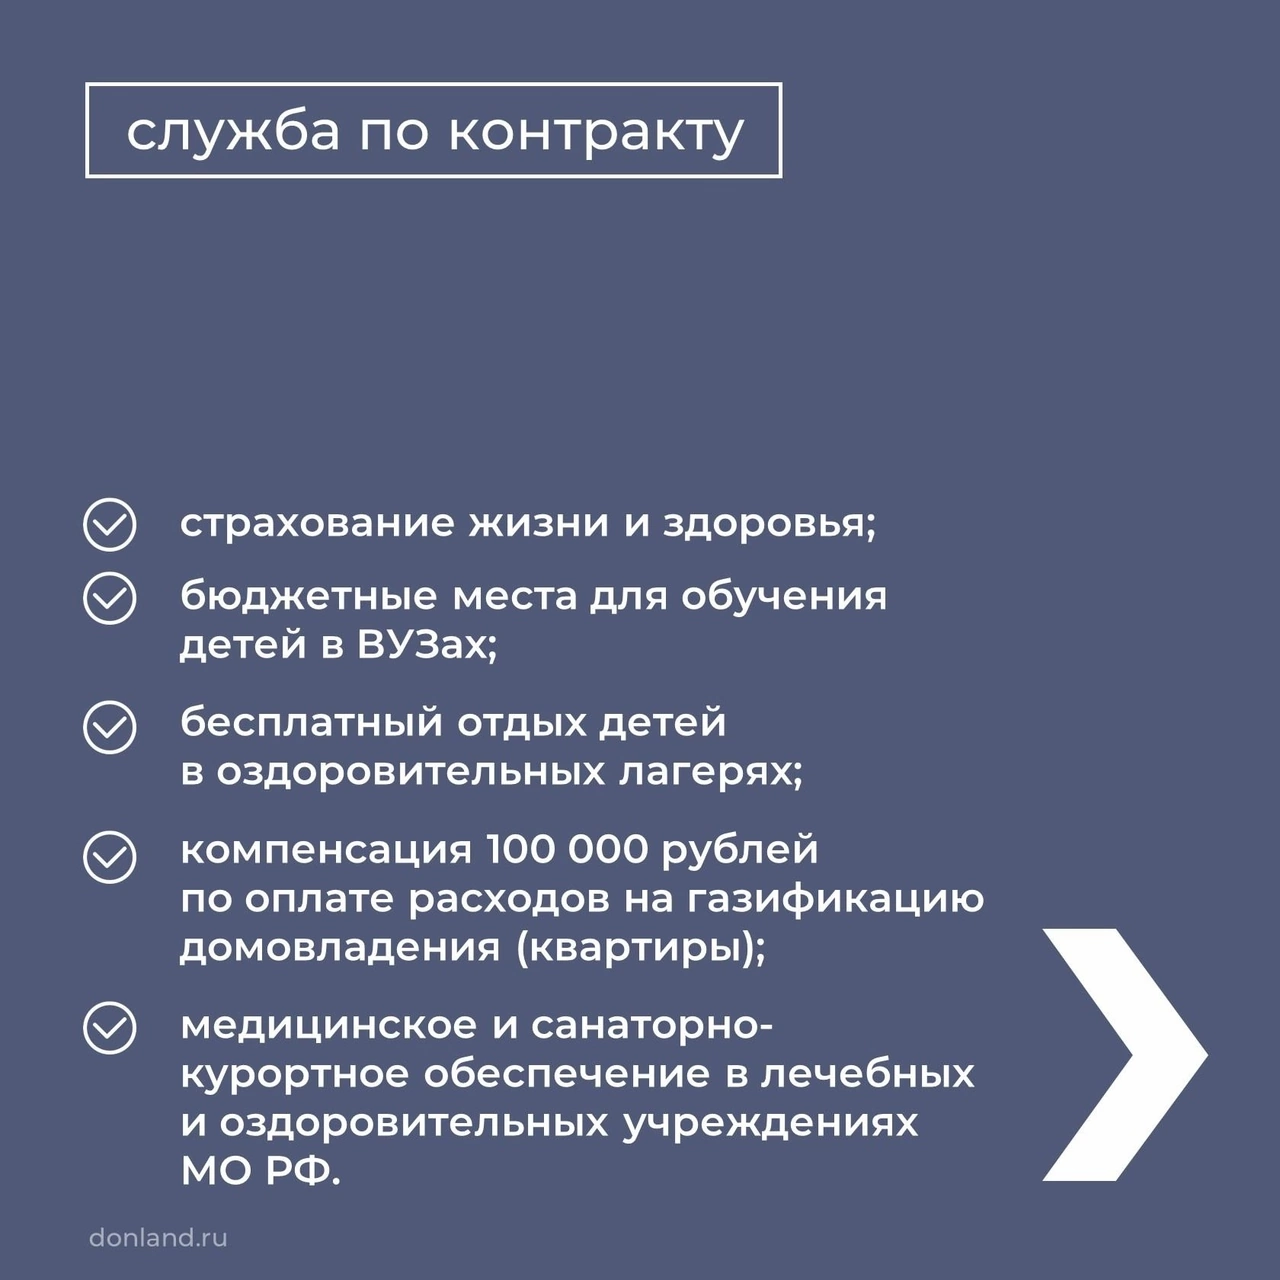 служба по контракту
страхование жизни и здоровья;
бюджетные места для обучения
детей в ВУЗах;
бесплатный отдых детей
в оздоровительных лагерях;
компенсация 100 000 рублей
по оплате расходов на газификацию
домовладения (квартиры);
медицинское и санаторно-
курортное обеспечение в лечебных
и оздоровительных учреждениях
МО РФ.
donland.ru